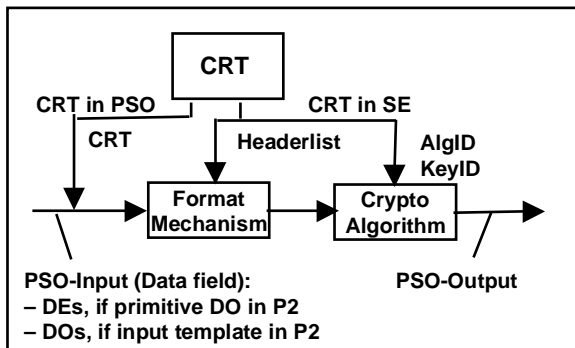 CRT
CRT in PSO
CRT in SE
CRT
Headerlist
AlgID
KeyID
Format
Mechanism
Crypto
Algorithm
PSO-Input (Data field):
– DEs, if primitive DO in P2
– DOs, if input template in P2
PSO-Output